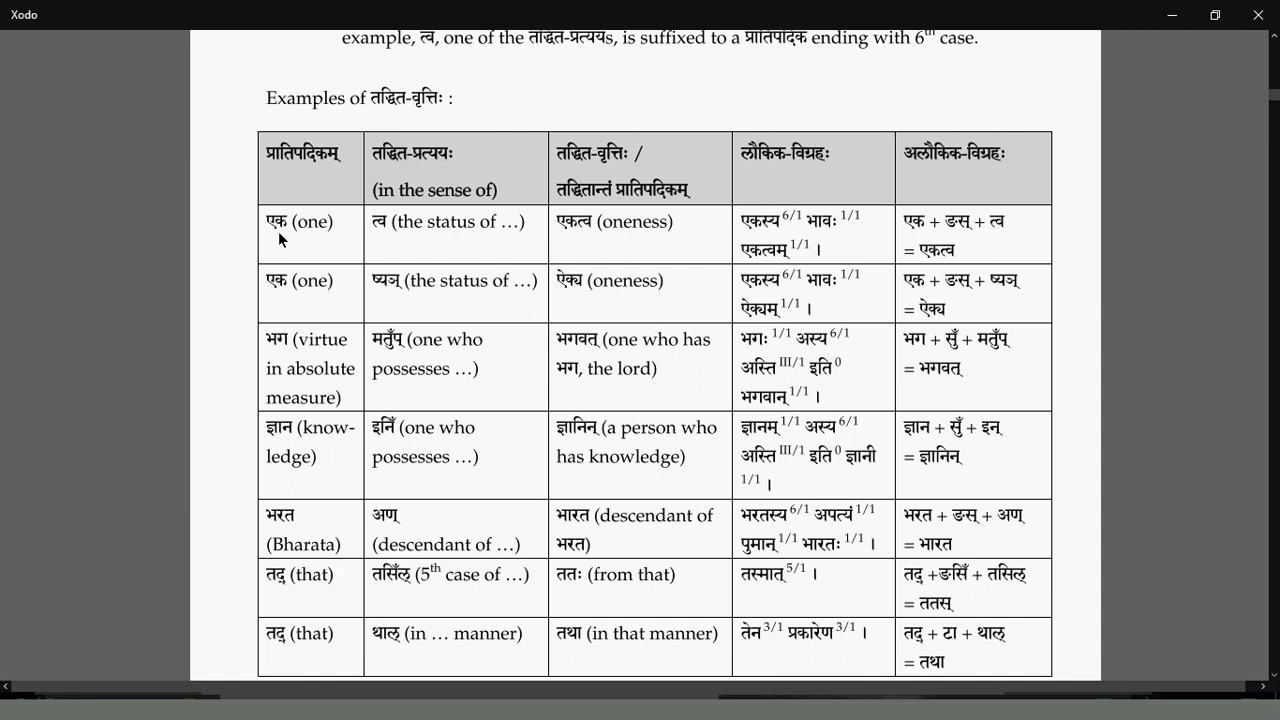 Xodo
example, त्व, one of the तद्धित-प्रत्ययs, is suffixed to a प्रातिपदिक ending with 6th case.
Examples of तद्धित-वृत्तिः :
प्रातिपदिकम् तद्धित-प्रत्ययः तद्धित-वृत्तिः / लौकिक-विग्रहः अलौकिक-विग्रहः
(in the sense of) तद्धितान्तं प्रातिपदिकम्
एक (one) त्व (the status of …) एकत्व (oneness) एकस्य 6/1 भावः 1/1 एक + ङस् + त्व
एकत्वम् 1/1 । = एकत्व
एक (one) ष्यञ् (the status of …) ऐक्य (oneness) एकस्य 6/1 भावः 1/1 एक + ङस् + ष्यञ्
ऐक्यम् 1/1 । = ऐक्य
भग (virtue मतुँप् (one who भगवत् (one who has भगः 1/1 अस्य 6/1 भग + सुँ + मतुँप्
in absolute possesses …) भग, the lord) अस्ति III/1 इति 0 = भगवत्
measure) भगवान् 1/1 ।
ज्ञान (know- इनिँ (one who ज्ञानिन् (a person who ज्ञानम् 1/1 अस्य 6/1 ज्ञान + सुँ + इन्
ledge) possesses …) has knowledge) अस्ति III/1 इति 0 ज्ञानी = ज्ञानिन्
1/1 ।
भरत अण् भारत (descendant of भरतस्य 6/1 अपत्यं 1/1 भरत + ङस् + अण्
(Bharata) (descendant of …) भरत) पुमान् 1/1 भारतः 1/1 । = भारत
तद् (that) तसिँल् (5th case of …) ततः (from that) तस्मात् 5/1 । तद् +ङसिँ + तसिल्
= ततस्
तद् (that) थाल् (in … manner) तथा (in that manner) तेन 3/1 प्रकारेण 3/1 । तद् + टा + थाल्
= तथा